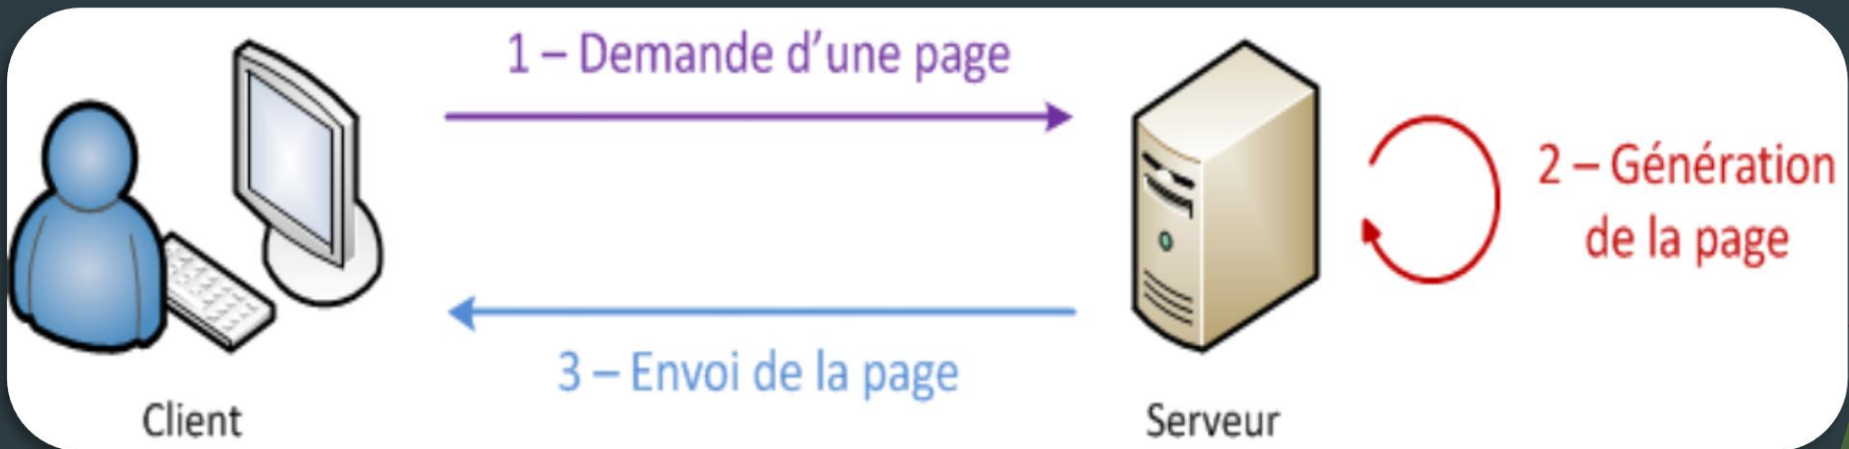 1 – Demande d’une page
2 – Génération
de la page
3 – Envoi de la page
Client
Serveur